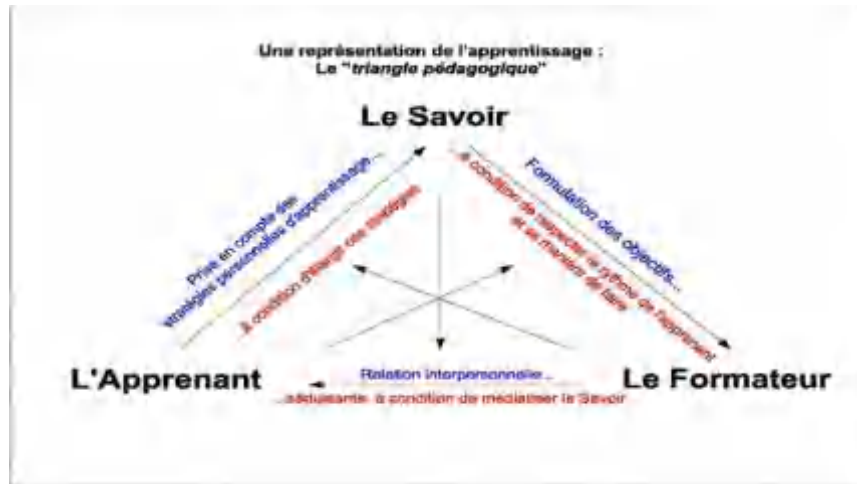 Une représentation de l'apprentissage :
Le "triangle pédagogique"
Le Savoir
Prise en compte des
stratégies personnelles d'apprentissage...
à condition d'élargir ces stratégies
Formulation des objectifs...
...à condition de respecter le rythme de l'apprenant
et sa manière de faire
L'Apprenant
Relation interpersonnelle...
...séduisante, à condition de médiatiser le Savoir
Le Formateur